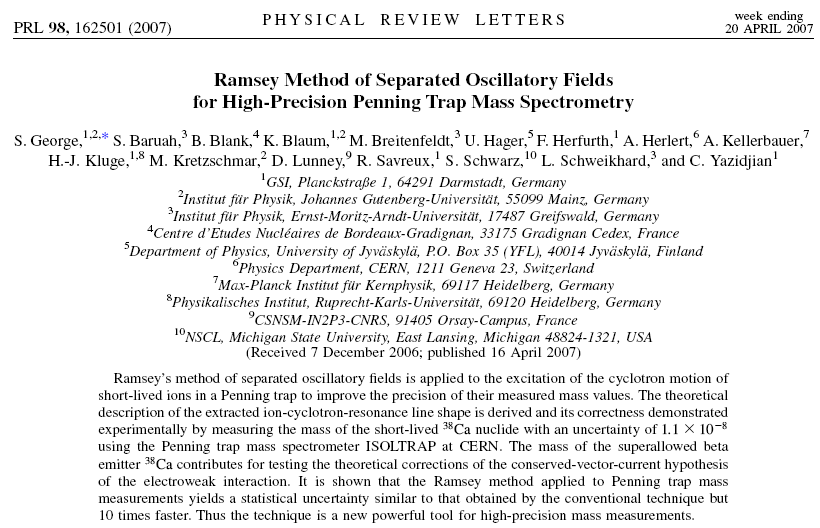 PRL 98, 162501 (2007)
PHYSICAL REVIEW LETTERS
week ending
20 APRIL 2007
Ramsey Method of Separated Oscillatory Fields
for High-Precision Penning Trap Mass Spectrometry
S. George,1,2,* S. Baruah,3 B. Blank,4 K. Blaum,1,2 M. Breitenfeldt,3 U. Hager,5 F. Herfurth,1 A. Herlert,6 A. Kellerbauer,7
H.-J. Kluge,1,8 M. Kretzschmar,2 D. Lunney,9 R. Savreux,1 S. Schwarz,10 L. Schweikhard,3 and C. Yazidjian1
1GSI, Planckstraße 1, 64291 Darmstadt, Germany
2Institut für Physik, Johannes Gutenberg-Universität, 55099 Mainz, Germany
3Institut für Physik, Ernst-Moritz-Arndt-Universität, 17487 Greifswald, Germany
4Centre d'Etudes Nucléaires de Bordeaux-Gradignan, 33175 Gradignan Cedex, France
5Department of Physics, University of Jyväskylä, P.O. Box 35 (YFL), 40014 Jyväskylä, Finland
6Physics Department, CERN, 1211 Geneva 23, Switzerland
7Max-Planck Institut für Kernphysik, 69117 Heidelberg, Germany
8Physikalisches Institut, Ruprecht-Karls-Universität, 69120 Heidelberg, Germany
9CSNSM-IN2P3-CNRS, 91405 Orsay-Campus, France
10NSCL, Michigan State University, East Lansing, Michigan 48824-1321, USA
(Received 7 December 2006; published 16 April 2007)
Ramsey's method of separated oscillatory fields is applied to the excitation of the cyclotron motion of
short-lived ions in a Penning trap to improve the precision of their measured mass values. The theoretical
description of the extracted ion-cyclotron-resonance line shape is derived and its correctness demonstrated
experimentally by measuring the mass of the short-lived 38Ca nuclide with an uncertainty of 1.1 × 10−8
using the Penning trap mass spectrometer ISOLTRAP at CERN. The mass of the superallowed beta
emitter 38Ca contributes for testing the theoretical corrections of the conserved-vector-current hypothesis
of the electroweak interaction. It is shown that the Ramsey method applied to Penning trap mass
measurements yields a statistical uncertainty similar to that obtained by the conventional technique but
10 times faster. Thus the technique is a new powerful tool for high-precision mass measurements.